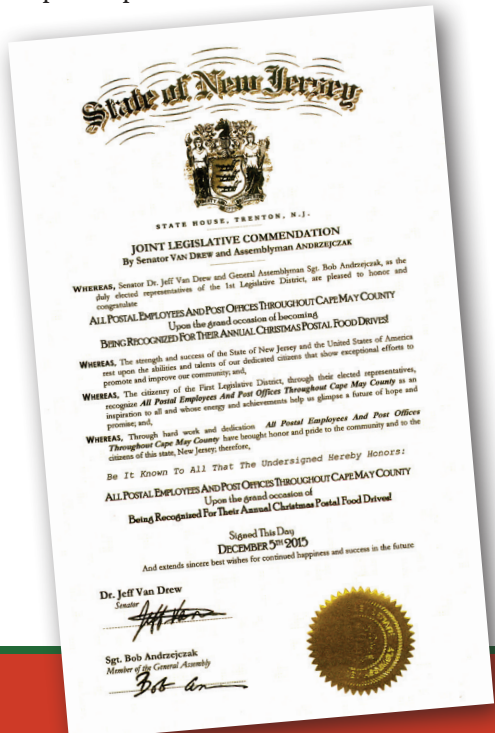 State of New Jersey
STATE HOUSE, TRENTON, N.J.
JOINT LEGISLATIVE COMMENDATION
By Senator VAN DREW and Assemblyman ANDRZEJCZAK
WHEREAS, Senator Dr. Jeff Van Drew and General Assemblyman Sgt. Bob Andrzejczak, as the
duly elected representatives of the 1st Legislative District, are pleased to honor and
congratulate
ALL POSTAL EMPLOYEES AND POST OFFICES THROUGHOUT CAPE MAY COUNTY
Upon the grand occasion of becoming
BEING RECOGNIZED FOR THEIR ANNUAL CHRISTMAS POSTAL FOOD DRIVES!
WHEREAS, The strength and success of the State of New Jersey and the United States of America
rest upon the abilities and talents of our dedicated citizens that show exceptional efforts to
promote and improve our community; and,
WHEREAS, The citizenry of the First Legislative District, through their elected representatives,
recognize All Postal Employees And Post Offices Throughout Cape May County as an
inspiration to all and whose energy and achievements help us glimpse a future of hope and
promise; and,
WHEREAS, Through hard work and dedication All Postal Employees And Post Offices
Throughout Cape May County have brought honor and pride to the community and to the
citizens of this state, New Jersey; therefore,
Be It Known To All That The Undersigned Hereby Honors:
ALL POSTAL EMPLOYEES AND POST OFFICES THROUGHOUT CAPE MAY COUNTY
Upon the grand occasion of
Being Recognized For Their Annual Christmas Postal Food Drives!
Signed This Day
DECEMBER 5TH 2015
And extends sincere best wishes for continued happiness and success in the future
Dr. Jeff Van Drew
Senator
Sgt. Bob Andrzejczak
Member of the General Assembly